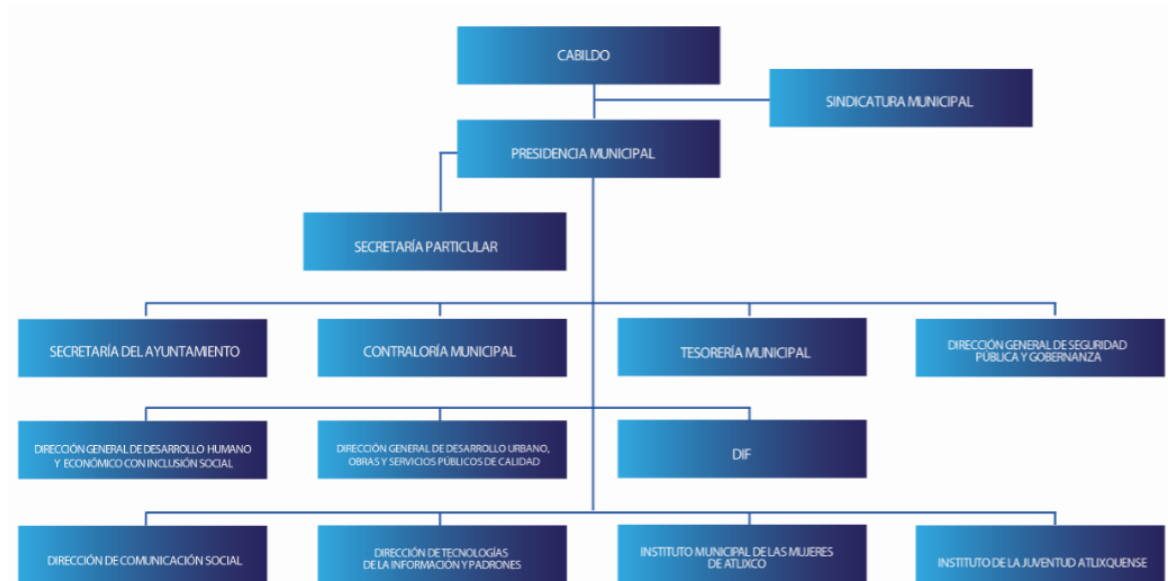 CABILDO
SINDICATURA MUNICIPAL
PRESIDENCIA MUNICIPAL
SECRETARÍA PARTICULAR
SECRETARÍA DEL AYUNTAMIENTO
CONTRALORÍA MUNICIPAL
TESORERÍA MUNICIPAL
DIRECCIÓN GENERAL DE SEGURIDAD
PÚBLICA Y GOBERNANZA
DIRECCIÓN GENERAL DE DESARROLLO HUMANO
Y ECONÓMICO CON INCLUSIÓN SOCIAL
DIRECCIÓN GENERAL DE DESARROLLO URBANO,
OBRAS Y SERVICIOS PÚBLICOS DE CALIDAD
DIF
DIRECCIÓN DE COMUNICACIÓN SOCIAL
DIRECCIÓN DE TECNOLOGÍAS
DE LA INFORMACIÓN Y PADRONES
INSTITUTO MUNICIPAL DE LAS MUJERES
DE ATLIXCO
INSTITUTO DE LA JUVENTUD ATLIXQUENSE